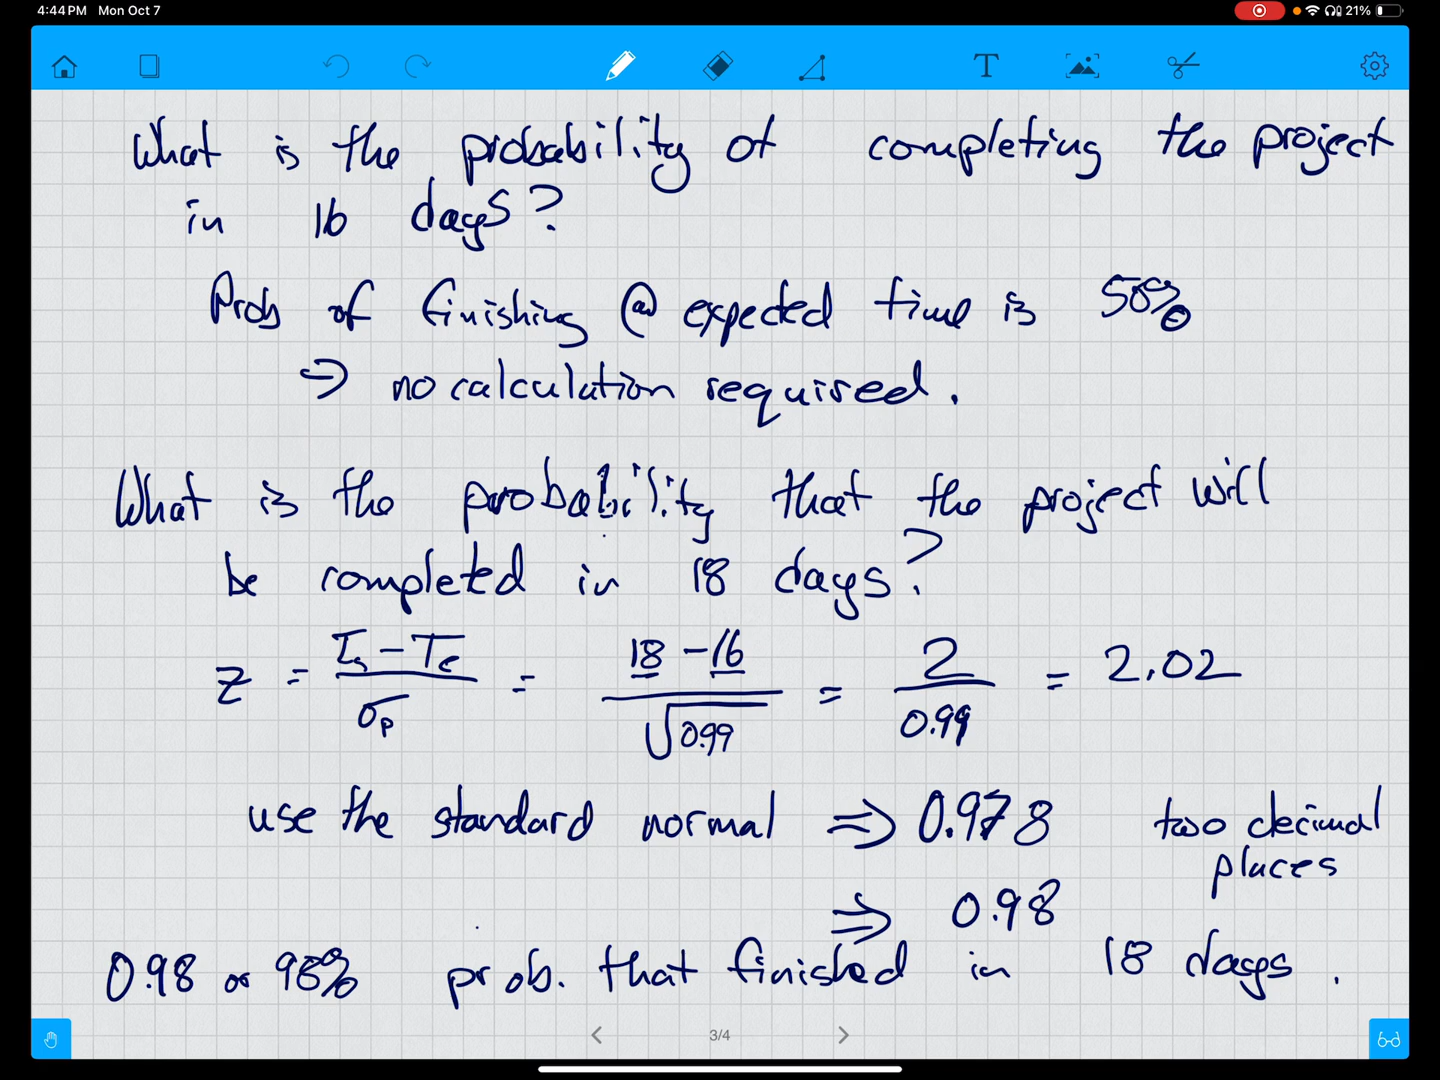 4:44 PM Mon Oct 7
21%
T
What is the probability of completing the project
in 16 days?
Prob of finishing @ expected time is 50%
⇒ no calculation required.
What is the probability that the project will
be completed in 18 days?
z = (Ts - Te) / σp = (18 - 16) / √0.99 = 2 / 0.99 = 2.02
use the standard normal ⇒ 0.978 two decimal
places
⇒ 0.98
0.98 or 98% prob. that finished in 18 days.
3/4